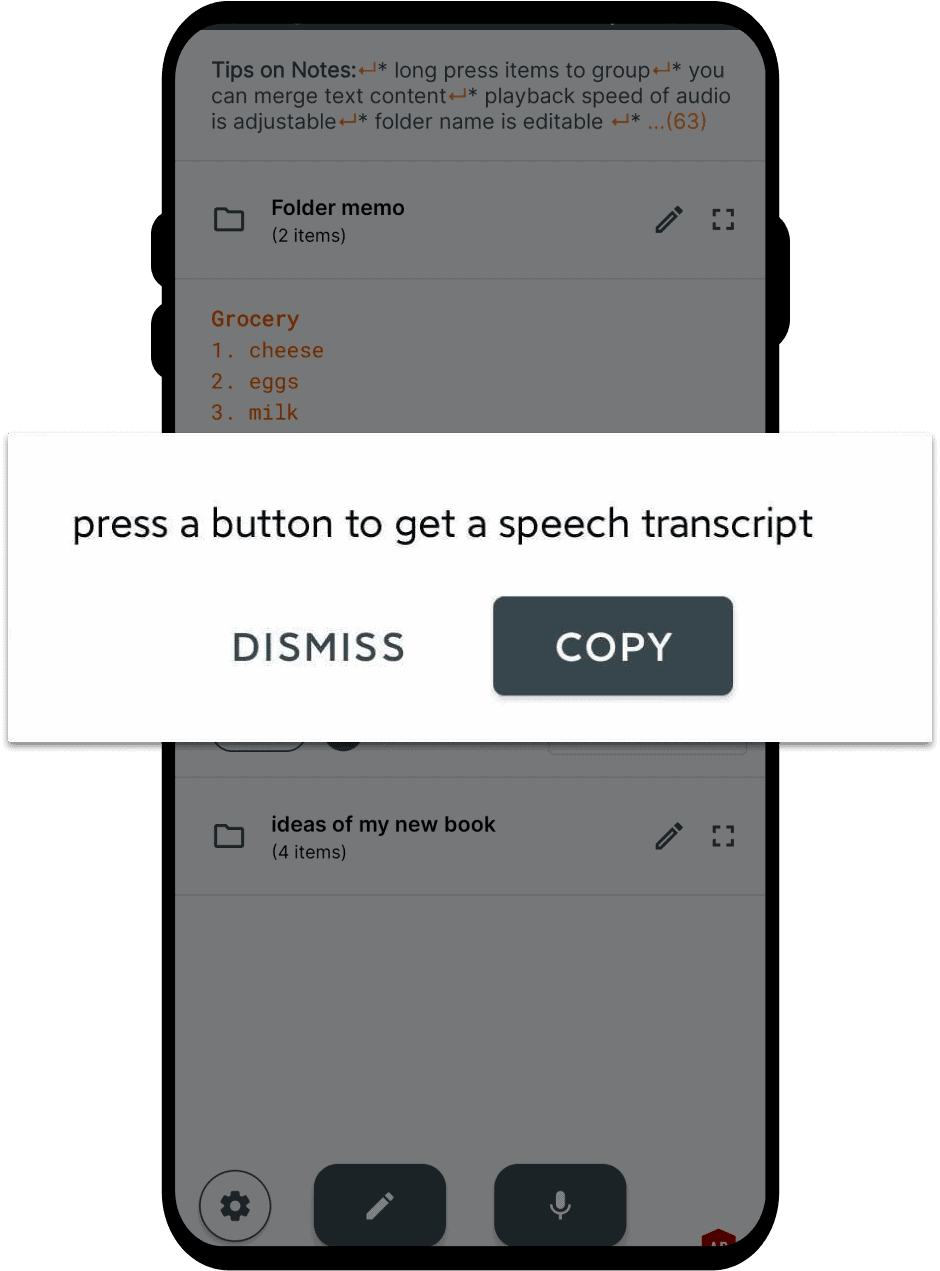 Tips on Notes:↵* long press items to group↵* you
can merge text content↵* playback speed of audio
is adjustable↵* folder name is editable ↵* ...(63)
Folder memo
(2 items)
Grocery
1. cheese
2. eggs
3. milk
press a button to get a speech transcript
DISMISS
COPY
ideas of my new book
(4 items)